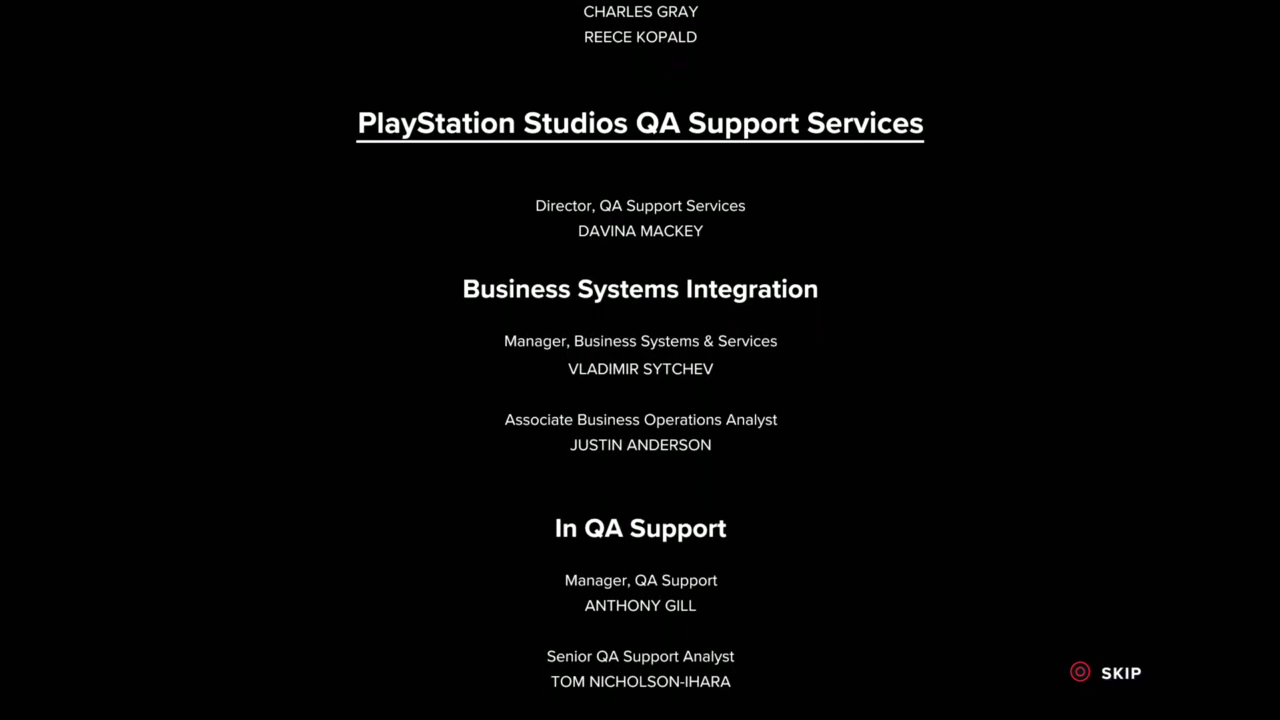 CHARLES GRAY
REECE KOPALD
PlayStation Studios QA Support Services
Director, QA Support Services
DAVINA MACKEY
Business Systems Integration
Manager, Business Systems & Services
VLADIMIR SYTCHEV
Associate Business Operations Analyst
JUSTIN ANDERSON
In QA Support
Manager, QA Support
ANTHONY GILL
Senior QA Support Analyst
TOM NICHOLSON-IHARA
SKIP